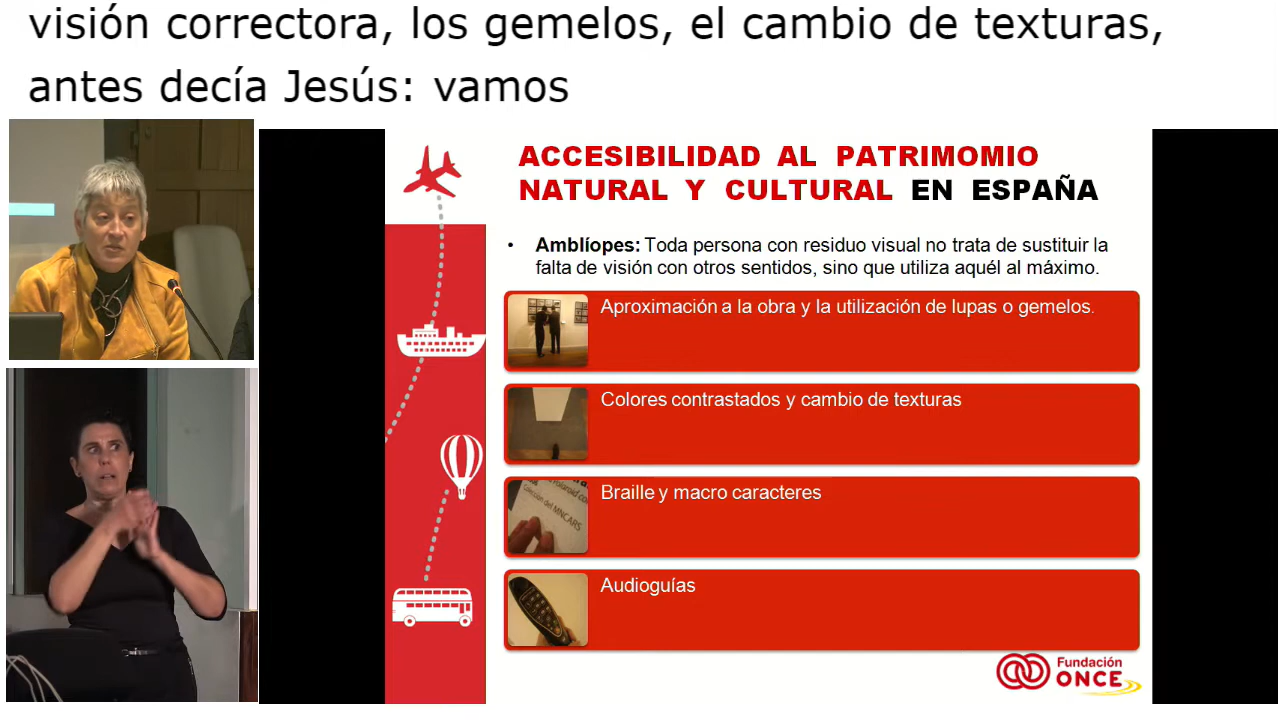 visión correctora, los gemelos, el cambio de texturas,
antes decía Jesús: vamos
ACCESIBILIDAD AL PATRIMOMIO
NATURAL Y CULTURAL EN ESPAÑA
• Amblíopes: Toda persona con residuo visual no trata de sustituir la
falta de visión con otros sentidos, sino que utiliza aquél al máximo.
Aproximación a la obra y la utilización de lupas o gemelos.
Colores contrastados y cambio de texturas
Braille y macro caracteres
Colección del MNCARS
Audioguías
Fundación
ONCE